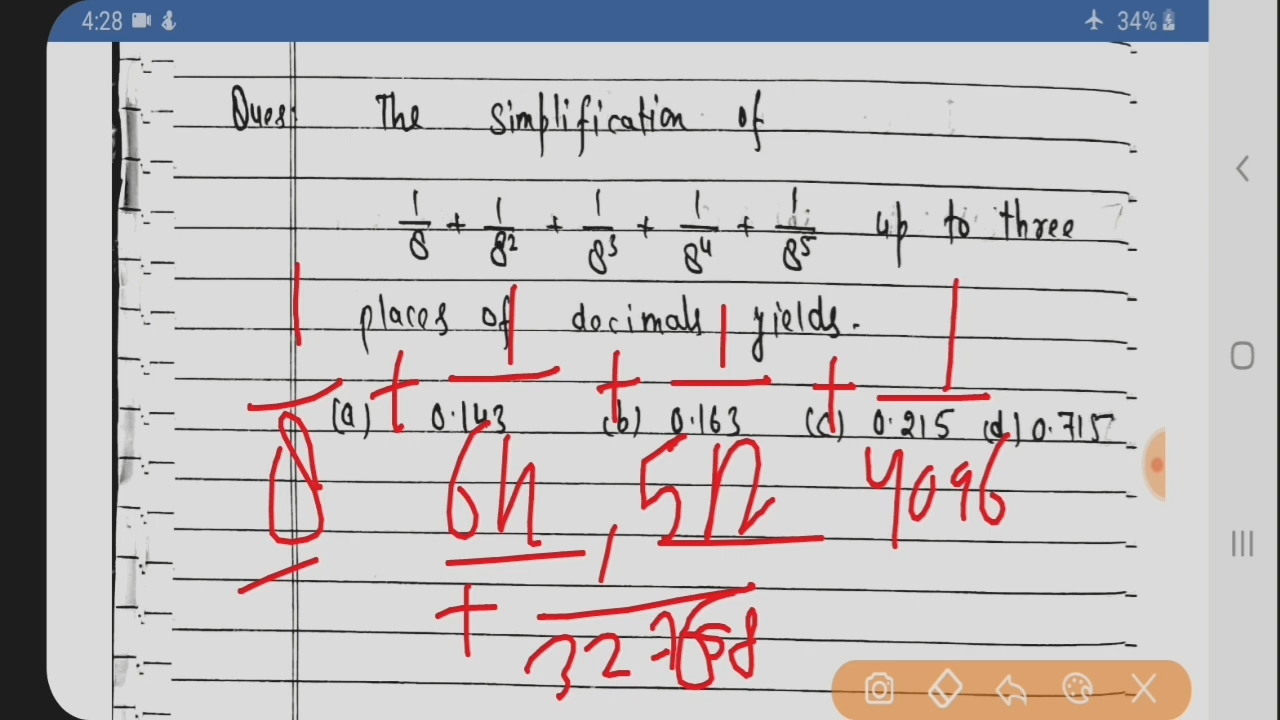 4:28 34%
Ques: The simplification of
1/8 + 1/8² + 1/8³ + 1/8⁴ + 1/8⁵ up to three
places of decimals yields.
(a) 0.143 (b) 0.163 (c) 0.215 (d) 0.715
1/8 + 1/64 + 1/512 + 1/4096
+ 1/32768